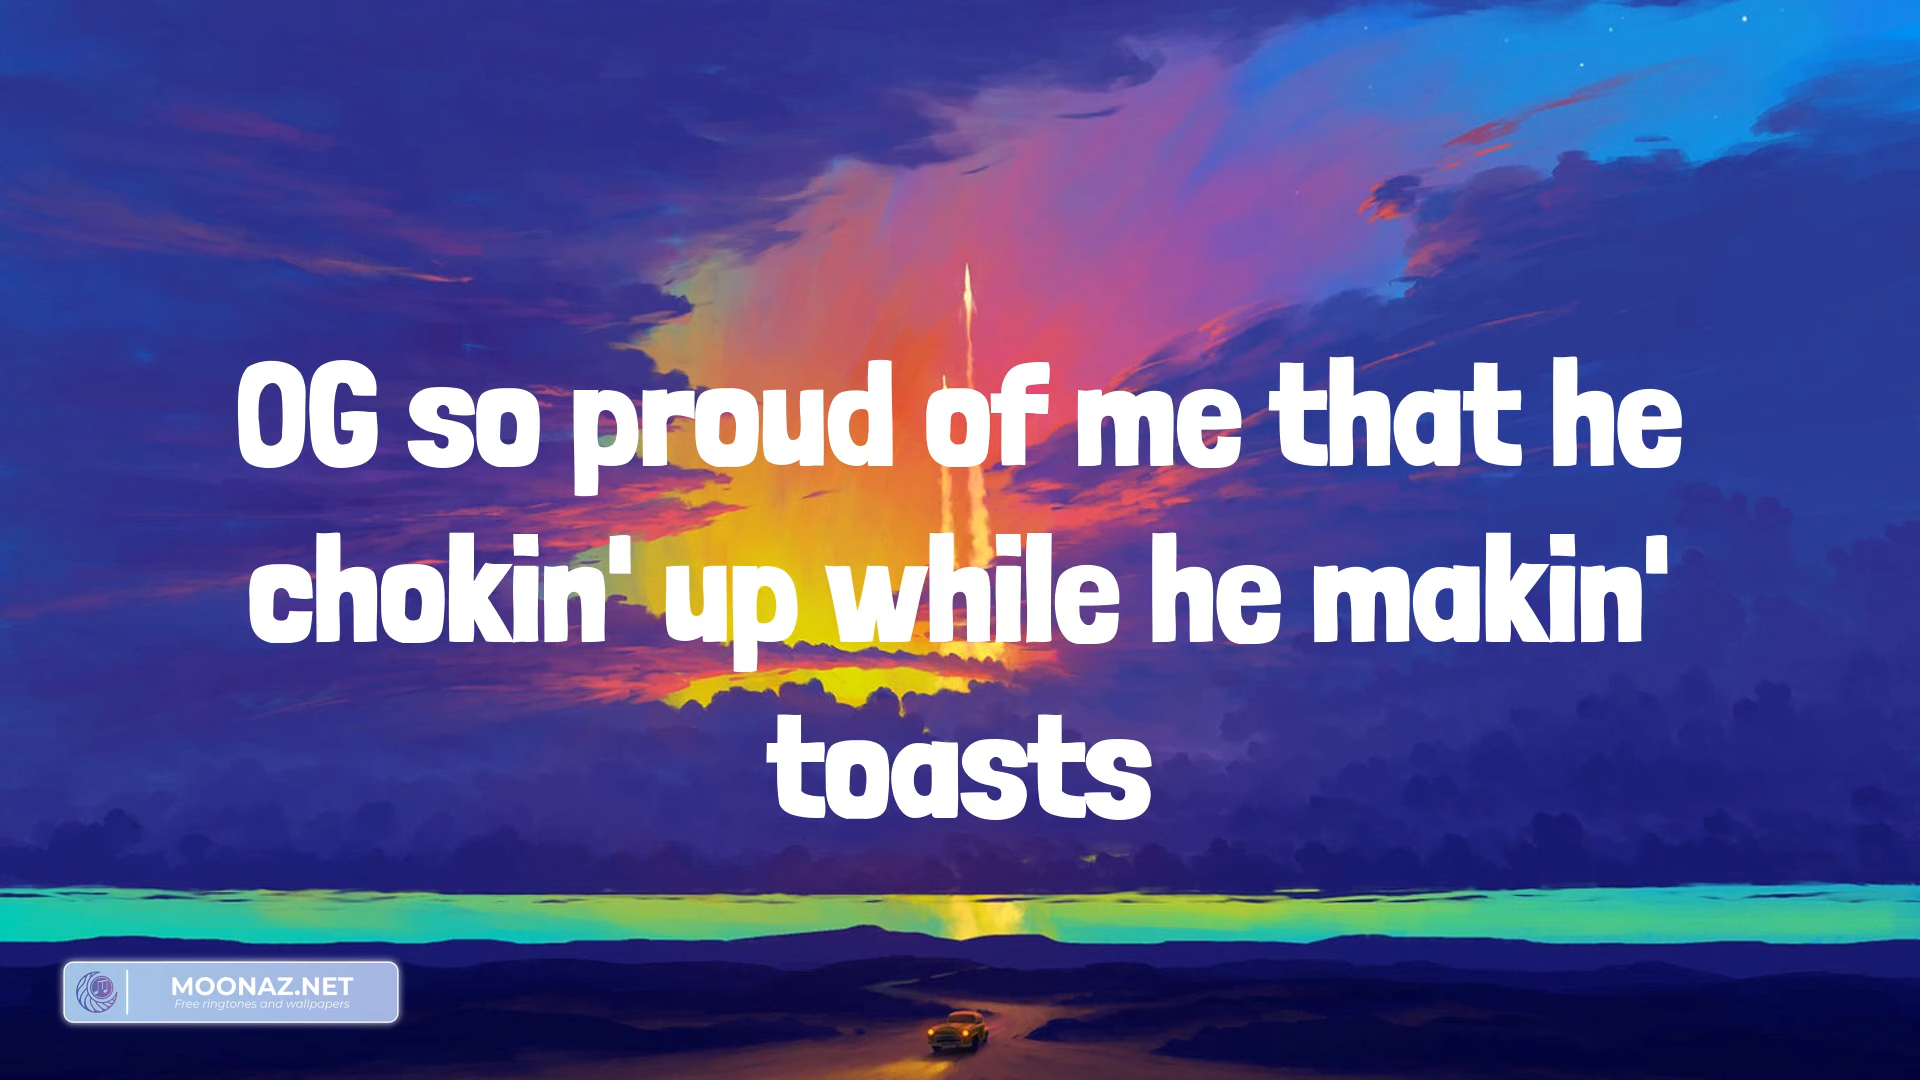 OG so proud of me that he
chokin' up while he makin'
toasts
MOONAZ.NET
Free ringtones and wallpapers